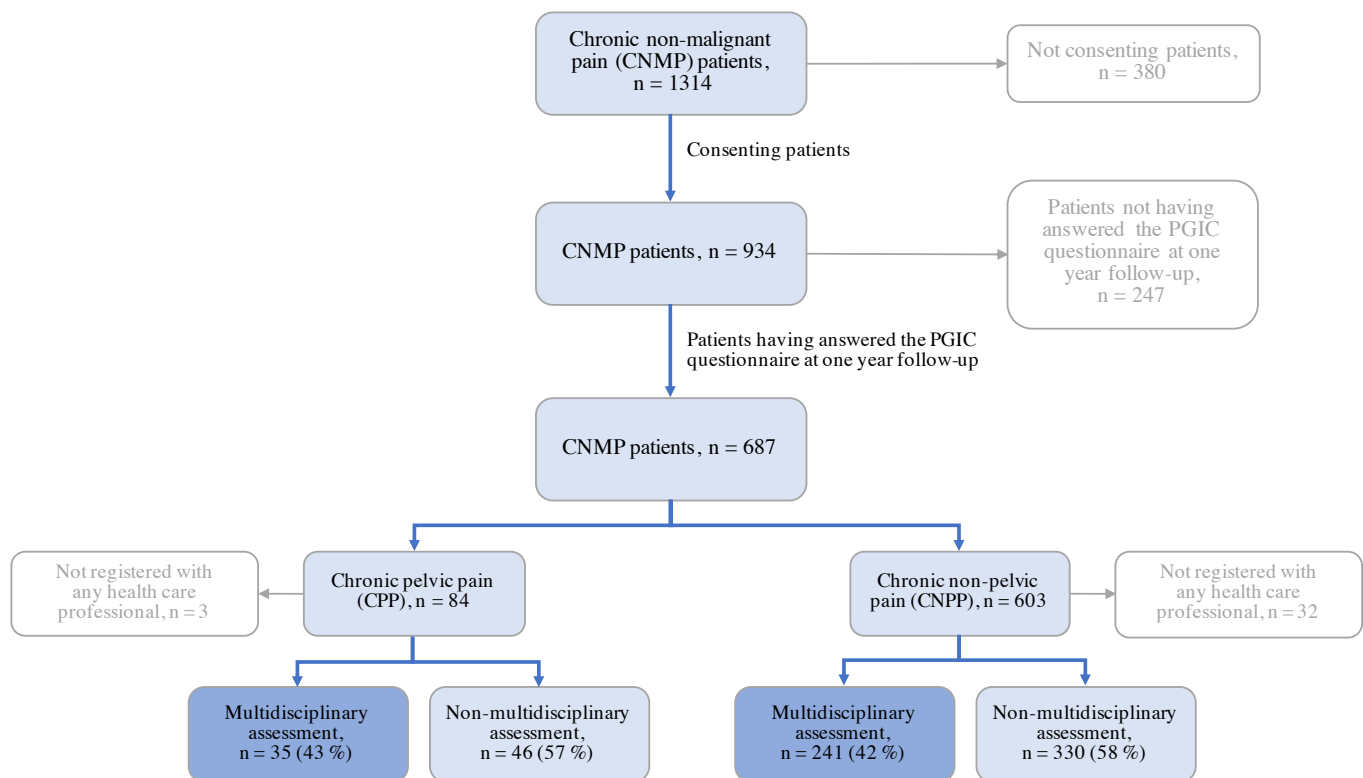 Chronic non-malignant
pain (CNMP) patients,
n = 1314
Not consenting patients,
n = 380
Consenting patients
CNMP patients, n = 934
Patients not having
answered the PGIC
questionnaire at one
year follow-up,
n = 247
Patients having answered the PGIC
questionnaire at one year follow-up
CNMP patients, n = 687
Not registered with
any health care
professional, n = 3
Chronic pelvic pain
(CPP), n = 84
Chronic non-pelvic
pain (CNPP), n = 603
Not registered with
any health care
professional, n = 32
Multidisciplinary
assessment,
n = 35 (43 %)
Non-multidisciplinary
assessment,
n = 46 (57 %)
Multidisciplinary
assessment,
n = 241 (42 %)
Non-multidisciplinary
assessment,
n = 330 (58 %)